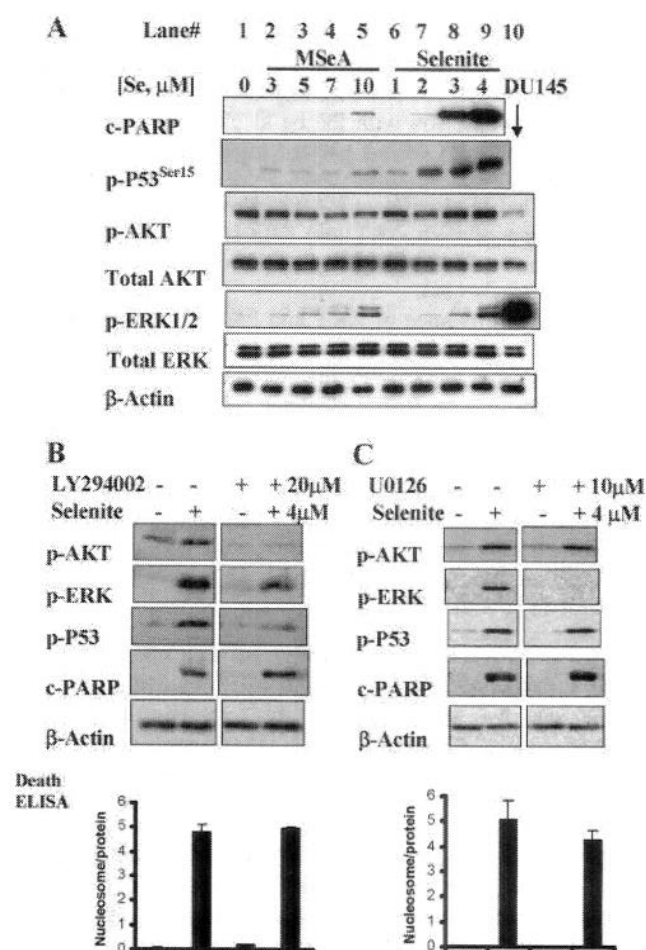 A Lane# 1 2 3 4 5 6 7 8 9 10
MSeA Selenite
[Se, μM] 0 3 5 7 10 1 2 3 4 DU145
c-PARP
p-P53Ser15
p-AKT
Total AKT
p-ERK1/2
Total ERK
β-Actin
B
LY294002 - - + + 20μM
Selenite - + - + 4μM
p-AKT
p-ERK
p-P53
c-PARP
β-Actin
Death
ELISA
Nucleosome/protein
6
5
4
3
2
1
0
C
U0126 - - + + 10μM
Selenite - + - + 4 μM
p-AKT
p-ERK
p-P53
c-PARP
β-Actin
Nucleosome/protein
6
5
4
3
2
1
0